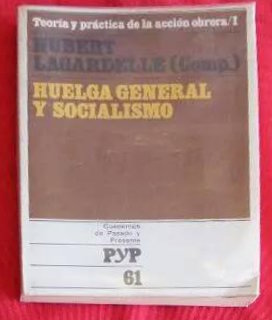 Teoría y práctica de la acción obrera/1
HUBERT
LAGARDELLE (Comp.)
HUELGA GENERAL
Y SOCIALISMO
Cuadernos
de Pasado y
Presente
PYP
61